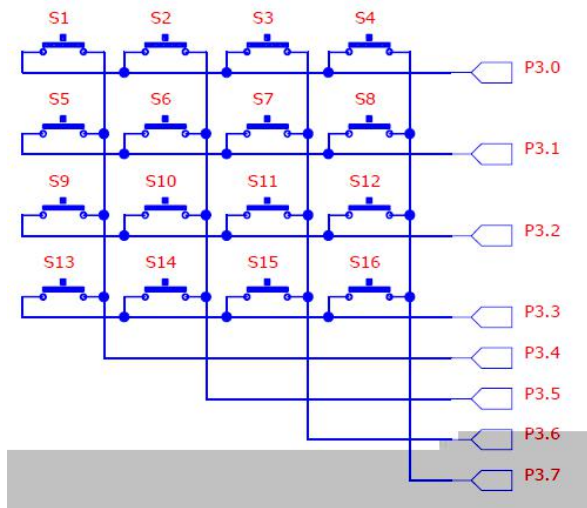 S1 S2 S3 S4
P3.0
S5 S6 S7 S8
P3.1
S9 S10 S11 S12
P3.2
S13 S14 S15 S16
P3.3
P3.4
P3.5
P3.6
P3.7